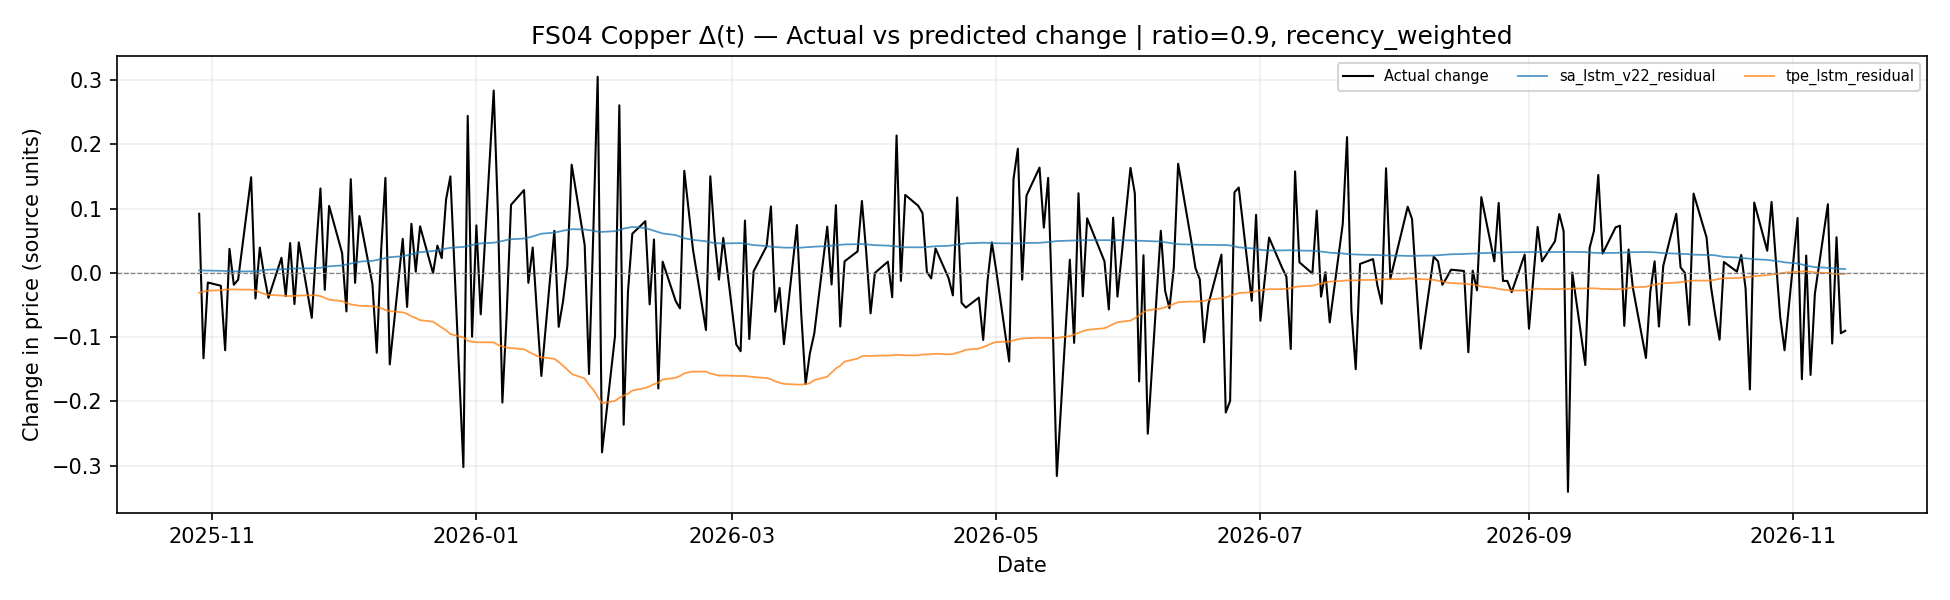 FS04 Copper Δ(t) — Actual vs predicted change | ratio=0.9, recency_weighted
Actual change
sa_lstm_v22_residual
tpe_lstm_residual
Change in price (source units)
0.3
0.2
0.1
0.0
−0.1
−0.2
−0.3
2025-11
2026-01
2026-03
2026-05
2026-07
2026-09
2026-11
Date